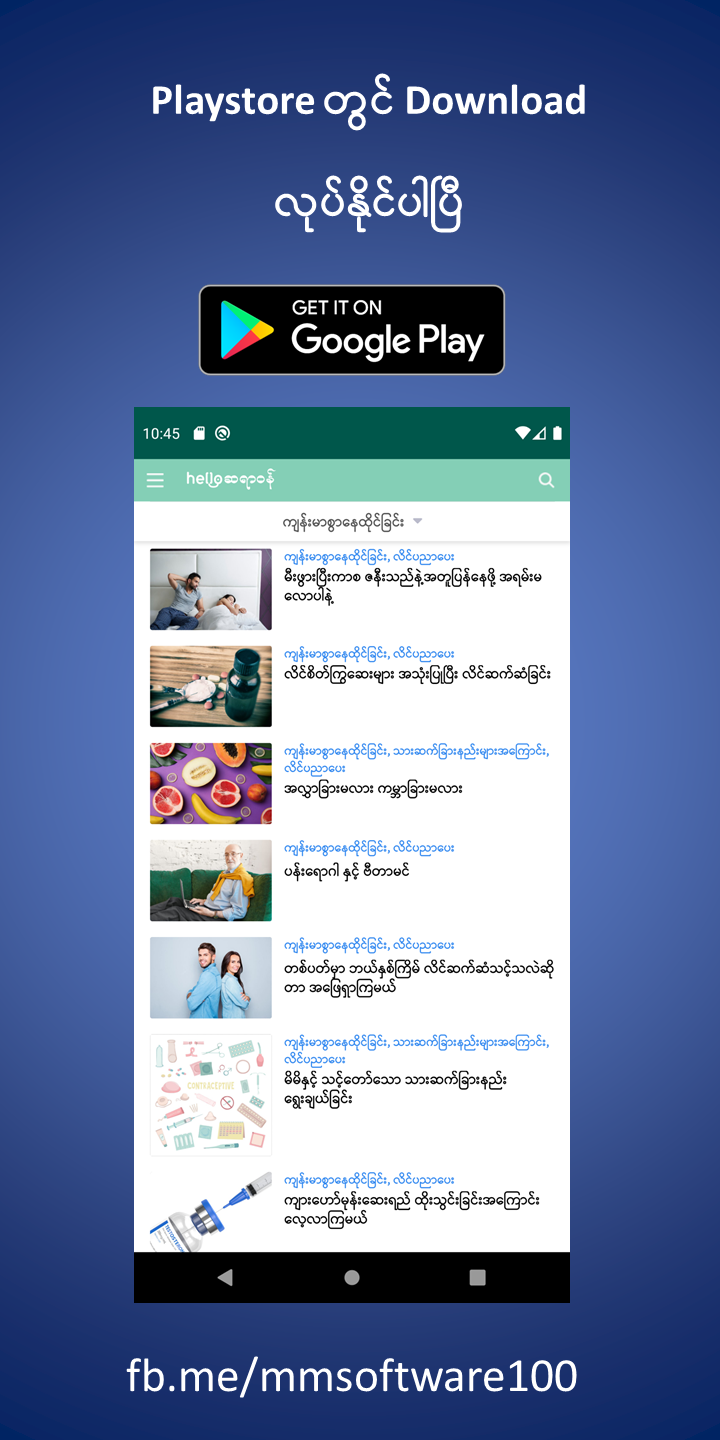 Playstore တွင် Download
လုပ်နိုင်ပါပြီ
GET IT ON
Google Play
10:45
helloဆရာဝန်
ကျန်းမာစွာနေထိုင်ခြင်း
ကျန်းမာစွာနေထိုင်ခြင်း, လိင်ပညာပေး
မီးဖွားပြီးကာစ ဇနီးသည်နဲ့အတူပြန်နေဖို့ အရမ်းမ
လောပါနဲ့
ကျန်းမာစွာနေထိုင်ခြင်း, လိင်ပညာပေး
လိင်စိတ်ကြွဆေးများ အသုံးပြုပြီး လိင်ဆက်ဆံခြင်း
ကျန်းမာစွာနေထိုင်ခြင်း, သားဆက်ခြားနည်းများအကြောင်း,
လိင်ပညာပေး
အလွှာခြားမလား ကမ္ဘာခြားမလား
ကျန်းမာစွာနေထိုင်ခြင်း, လိင်ပညာပေး
ပန်းရောဂါ နှင့် ဗီတာမင်
ကျန်းမာစွာနေထိုင်ခြင်း, လိင်ပညာပေး
တစ်ပတ်မှာ ဘယ်နှစ်ကြိမ် လိင်ဆက်ဆံသင့်သလဲဆို
တာ အဖြေရှာကြမယ်
ကျန်းမာစွာနေထိုင်ခြင်း, သားဆက်ခြားနည်းများအကြောင်း,
လိင်ပညာပေး
CONTRACEPTIVE
မိမိနှင့် သင့်တော်သော သားဆက်ခြားနည်း
ရွေးချယ်ခြင်း
ကျန်းမာစွာနေထိုင်ခြင်း, လိင်ပညာပေး
ကျားဟော်မုန်းဆေးရည် ထိုးသွင်းခြင်းအကြောင်း
လေ့လာကြမယ်
fb.me/mmsoftware100